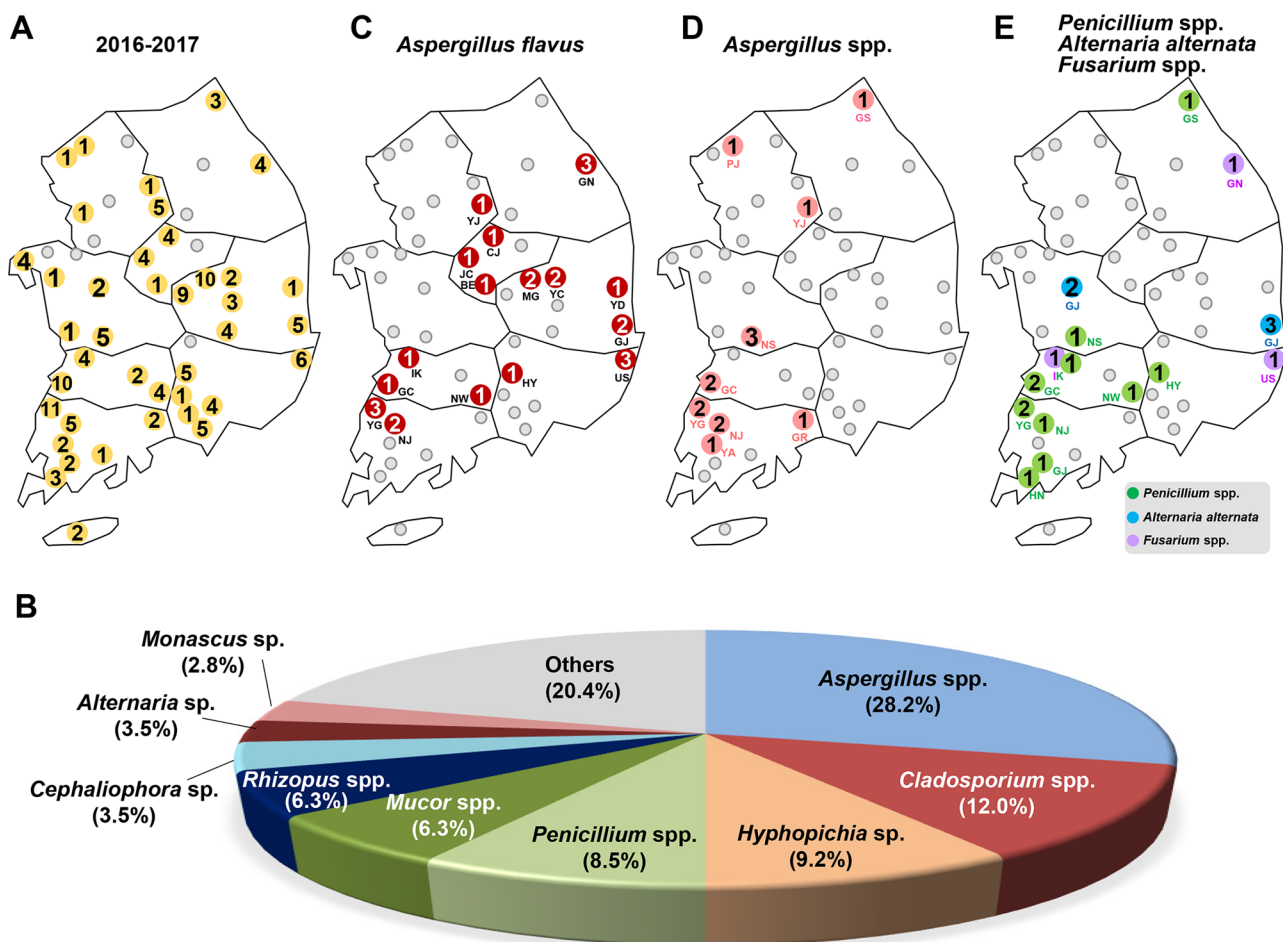 A
2016-2017
3
1
1
4
1
5
1
4
4
4
1
2
1
9
10
2
1
3
1
5
4
5
6
4
10
2
5
4
1
4
11
5
2
1
5
2
2
1
3
2
C
Aspergillus flavus
3
GN
1
YJ
1
CJ
1
JC
1
BE
2
MG
2
YC
1
YD
2
GJ
3
US
1
IK
1
GC
1
HY
1
NW
3
YG
2
NJ
D
Aspergillus spp.
1
GS
1
PJ
1
YJ
3
NS
2
GC
2
YG
2
NJ
1
YA
1
GR
E
Penicillium spp.
Alternaria alternata
Fusarium spp.
1
GS
1
GN
2
GJ
3
GJ
1
NS
1
IK
1
1
US
2
GC
1
HY
1
NW
2
YG
1
NJ
1
GJ
1
HN
Penicillium spp.
Alternaria alternata
Fusarium spp.
B
Monascus sp.
(2.8%)
Alternaria sp.
(3.5%)
Cephaliophora sp.
(3.5%)
Rhizopus spp.
(6.3%)
Mucor spp.
(6.3%)
Penicillium spp.
(8.5%)
Hyphopichia sp.
(9.2%)
Cladosporium spp.
(12.0%)
Aspergillus spp.
(28.2%)
Others
(20.4%)